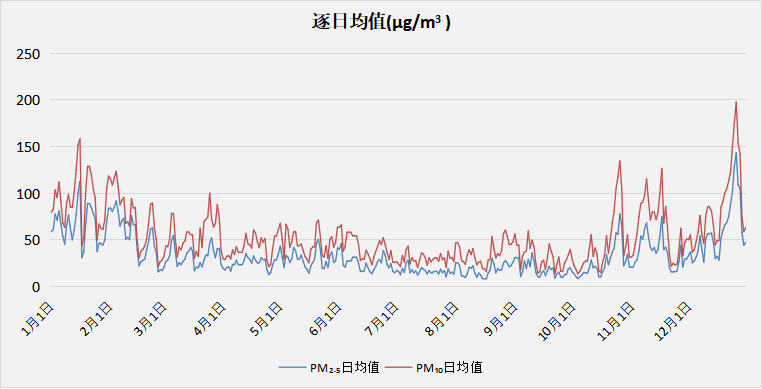 逐日均值(μg/m³ )
250
200
150
100
50
0
1月1日
2月1日
3月1日
4月1日
5月1日
6月1日
7月1日
8月1日
9月1日
10月1日
11月1日
12月1日
PM₂.₅日均值
PM₁₀日均值